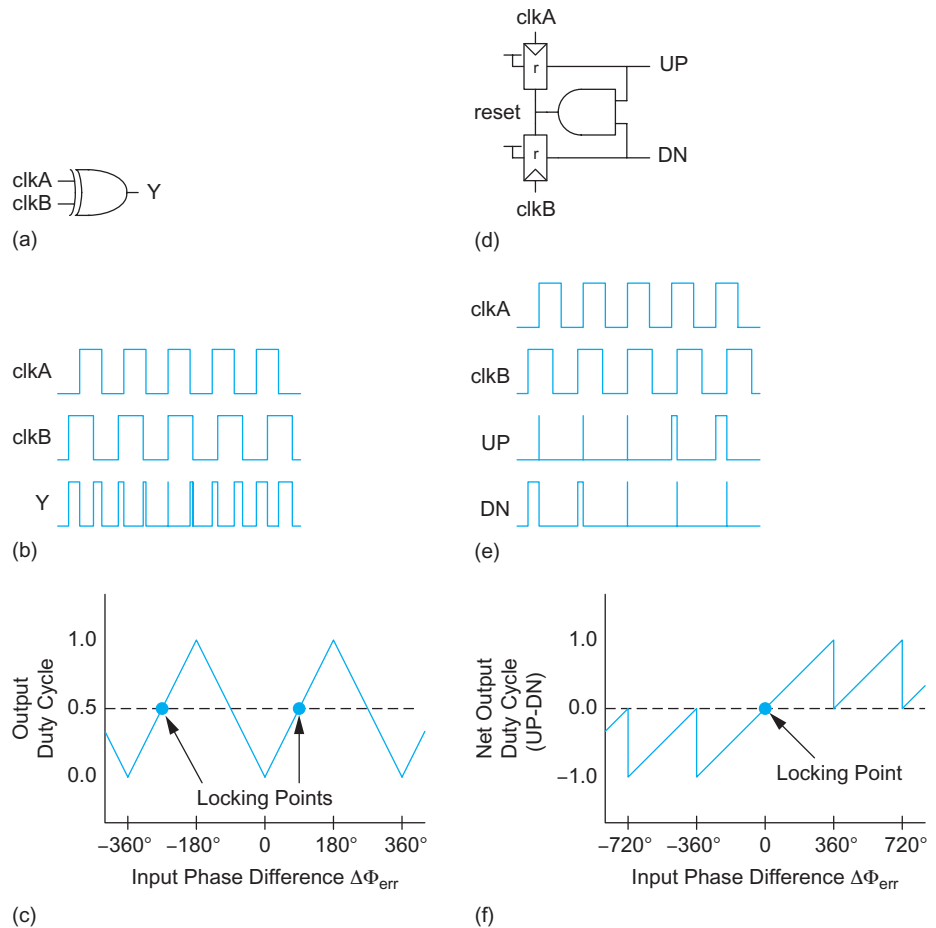 clkA
r
UP
reset
r
DN
clkB
(d)
clkA
clkB
Y
(a)
clkA
clkB
Y
(b)
clkA
clkB
UP
DN
(e)
Output
Duty Cycle
1.0
0.5
0.0
Locking Points
−360°
−180°
0
180°
360°
Input Phase Difference ΔΦerr
(c)
Net Output
Duty Cycle
(UP-DN)
1.0
0.0
−1.0
Locking Point
−720°
−360°
0
360°
720°
Input Phase Difference ΔΦerr
(f)